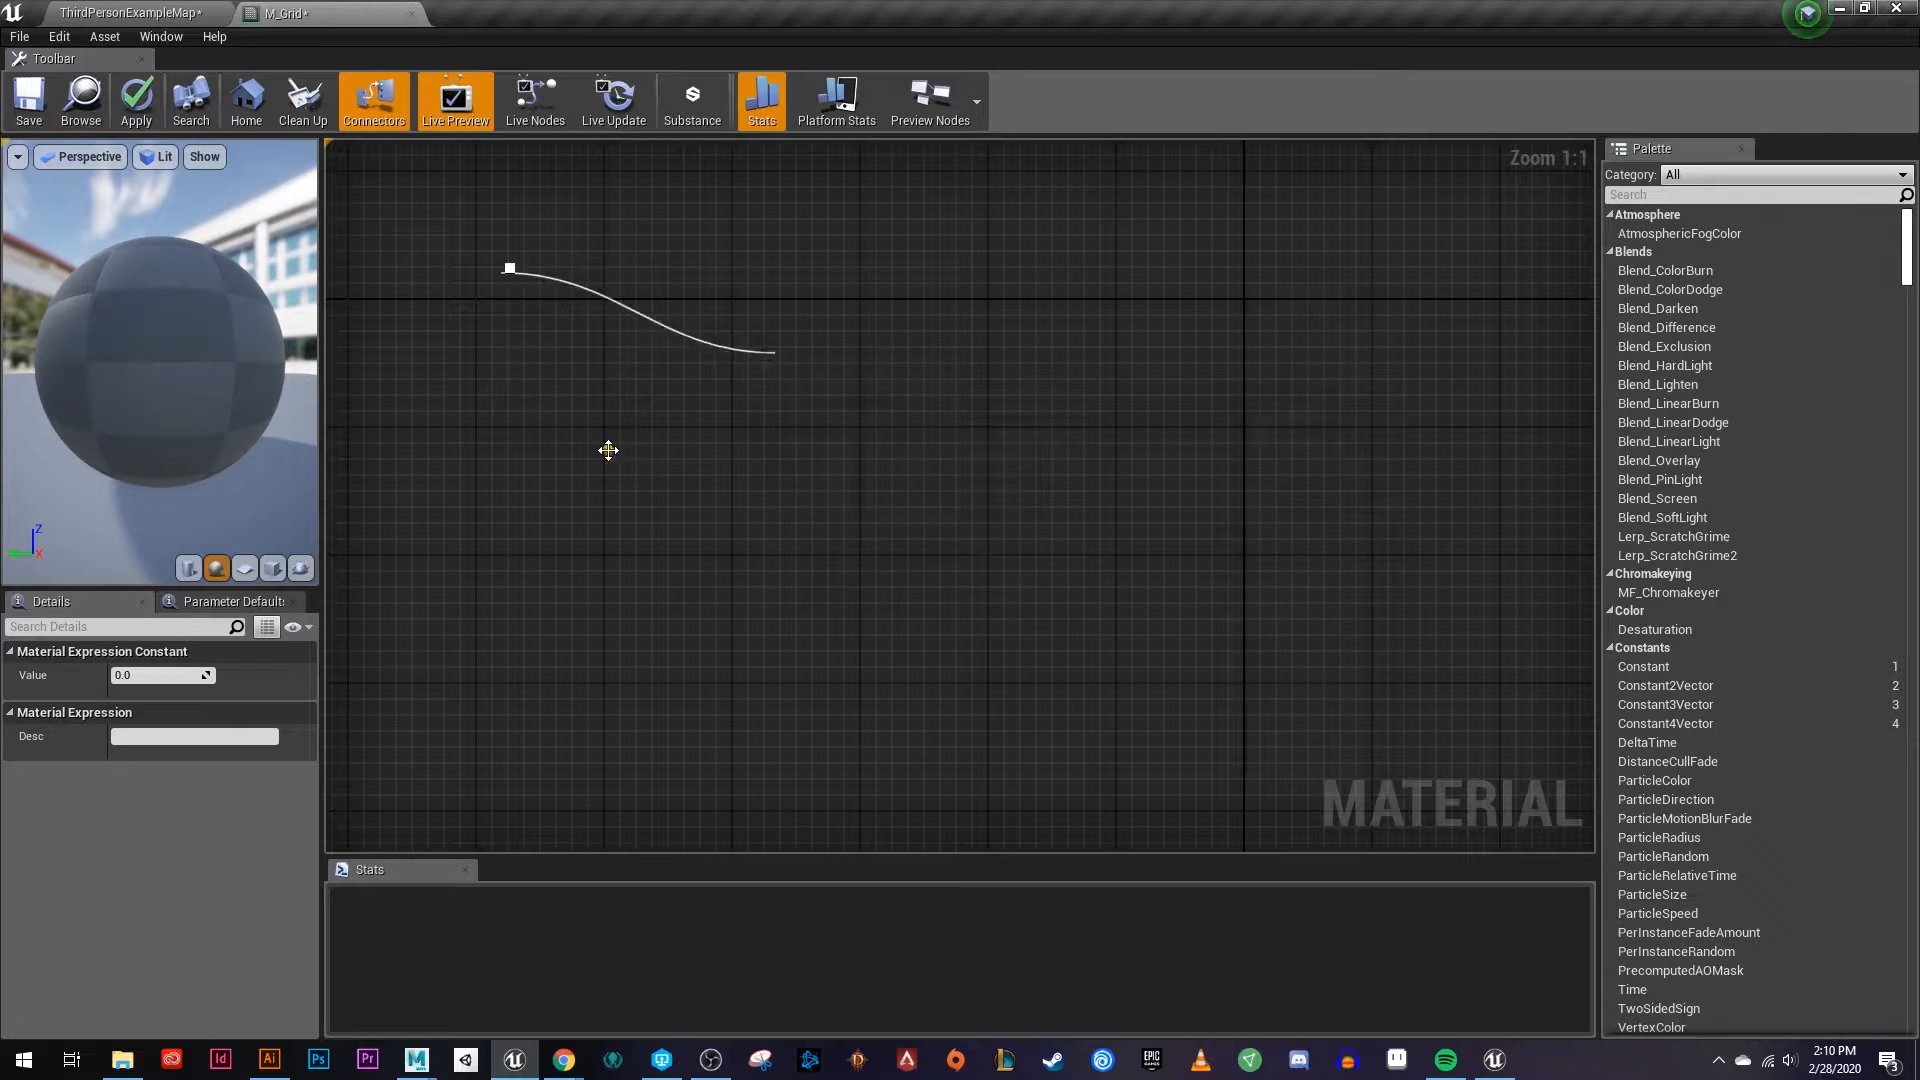 ThirdPersonExampleMap*
M_Grid*
File Edit Asset Window Help
Toolbar
Save Browse Apply Search Home Clean Up Connectors Live Preview Live Nodes Live Update Substance Stats Platform Stats Preview Nodes
Perspective Lit Show
Zoom 1:1
Palette
Category: All
Search
Atmosphere
AtmosphericFogColor
Blends
Blend_ColorBurn
Blend_ColorDodge
Blend_Darken
Blend_Difference
Blend_Exclusion
Blend_HardLight
Blend_Lighten
Blend_LinearBurn
Blend_LinearDodge
Blend_LinearLight
Blend_Overlay
Blend_PinLight
Blend_Screen
Blend_SoftLight
Lerp_ScratchGrime
Lerp_ScratchGrime2
Chromakeying
MF_Chromakeyer
Color
Desaturation
Constants
Constant 1
Constant2Vector 2
Constant3Vector 3
Constant4Vector 4
DeltaTime
DistanceCullFade
ParticleColor
ParticleDirection
ParticleMotionBlurFade
ParticleRadius
ParticleRandom
ParticleRelativeTime
ParticleSize
ParticleSpeed
PerInstanceFadeAmount
PerInstanceRandom
PrecomputedAOMask
Time
TwoSidedSign
VertexColor
Z
X
Details
Parameter Defaults
Search Details
Material Expression Constant
Value 0.0
Material Expression
Desc
MATERIAL
Stats
2:10 PM
2/28/2020